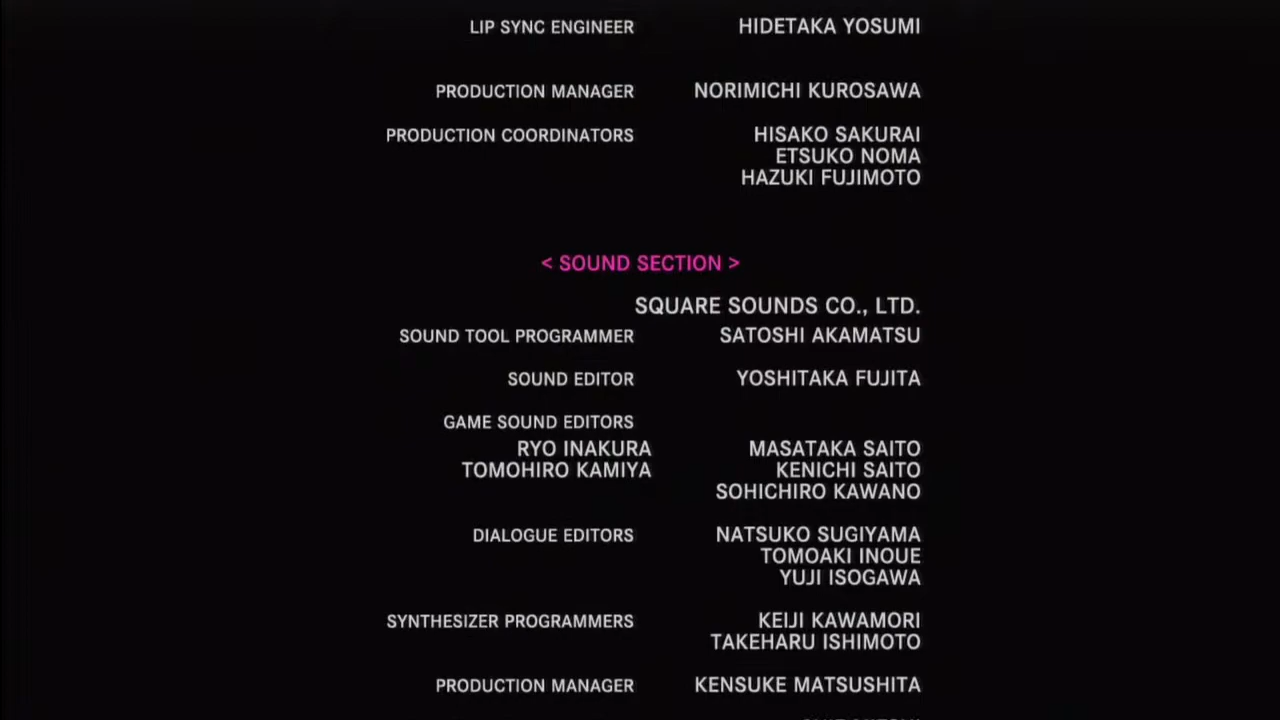 LIP SYNC ENGINEER HIDETAKA YOSUMI
PRODUCTION MANAGER NORIMICHI KUROSAWA
PRODUCTION COORDINATORS HISAKO SAKURAI
ETSUKO NOMA
HAZUKI FUJIMOTO
< SOUND SECTION >
SQUARE SOUNDS CO., LTD.
SOUND TOOL PROGRAMMER SATOSHI AKAMATSU
SOUND EDITOR YOSHITAKA FUJITA
GAME SOUND EDITORS
RYO INAKURA MASATAKA SAITO
TOMOHIRO KAMIYA KENICHI SAITO
SOHICHIRO KAWANO
DIALOGUE EDITORS NATSUKO SUGIYAMA
TOMOAKI INOUE
YUJI ISOGAWA
SYNTHESIZER PROGRAMMERS KEIJI KAWAMORI
TAKEHARU ISHIMOTO
PRODUCTION MANAGER KENSUKE MATSUSHITA